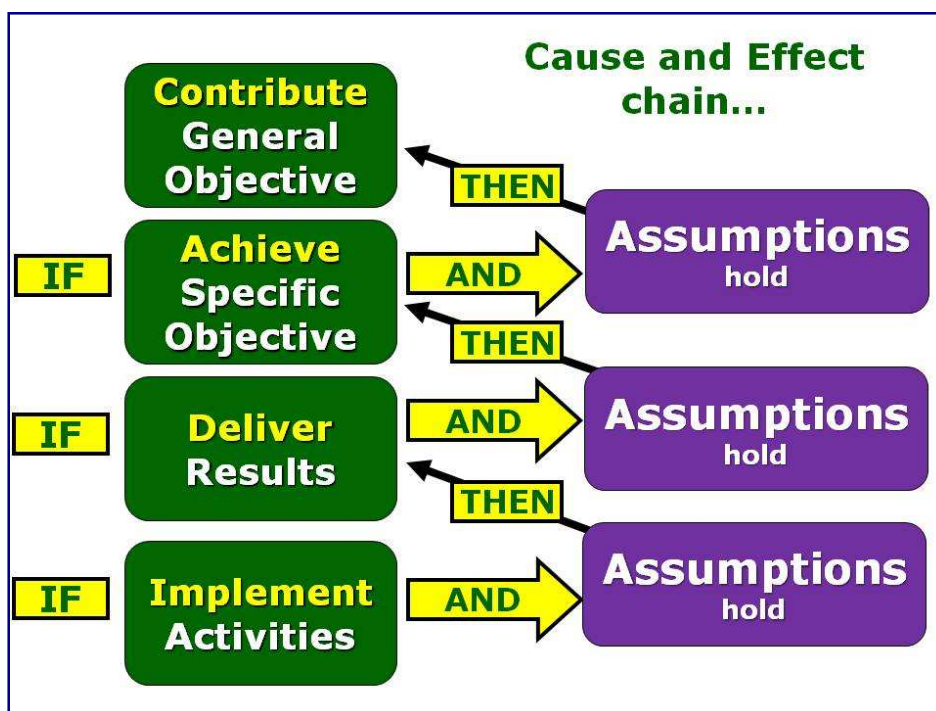 Cause and Effect
chain...
Contribute
General
Objective
THEN
Assumptions
hold
IF
Achieve
Specific
Objective
AND
THEN
Assumptions
hold
IF
Deliver
Results
AND
THEN
Assumptions
hold
IF
Implement
Activities
AND